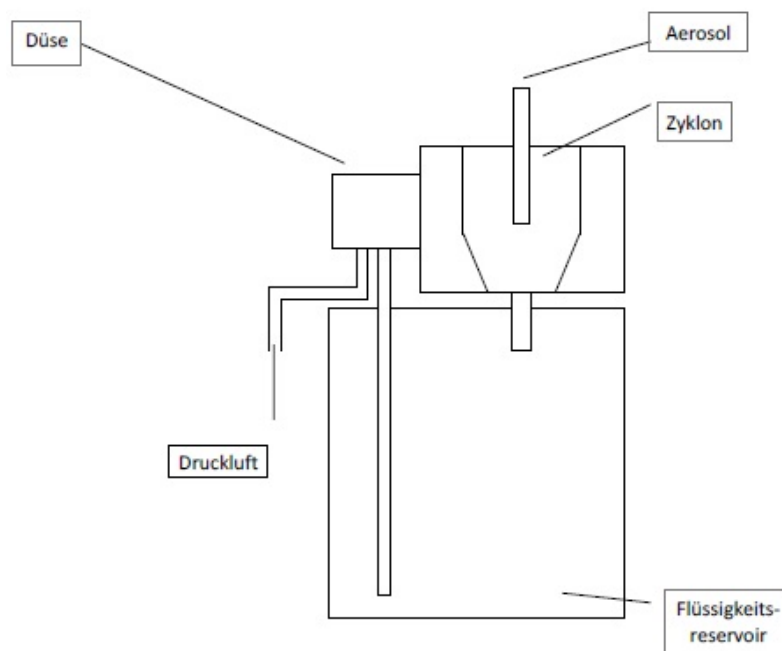 Düse
Aerosol
Zyklon
Druckluft
Flüssigkeits-
reservoir